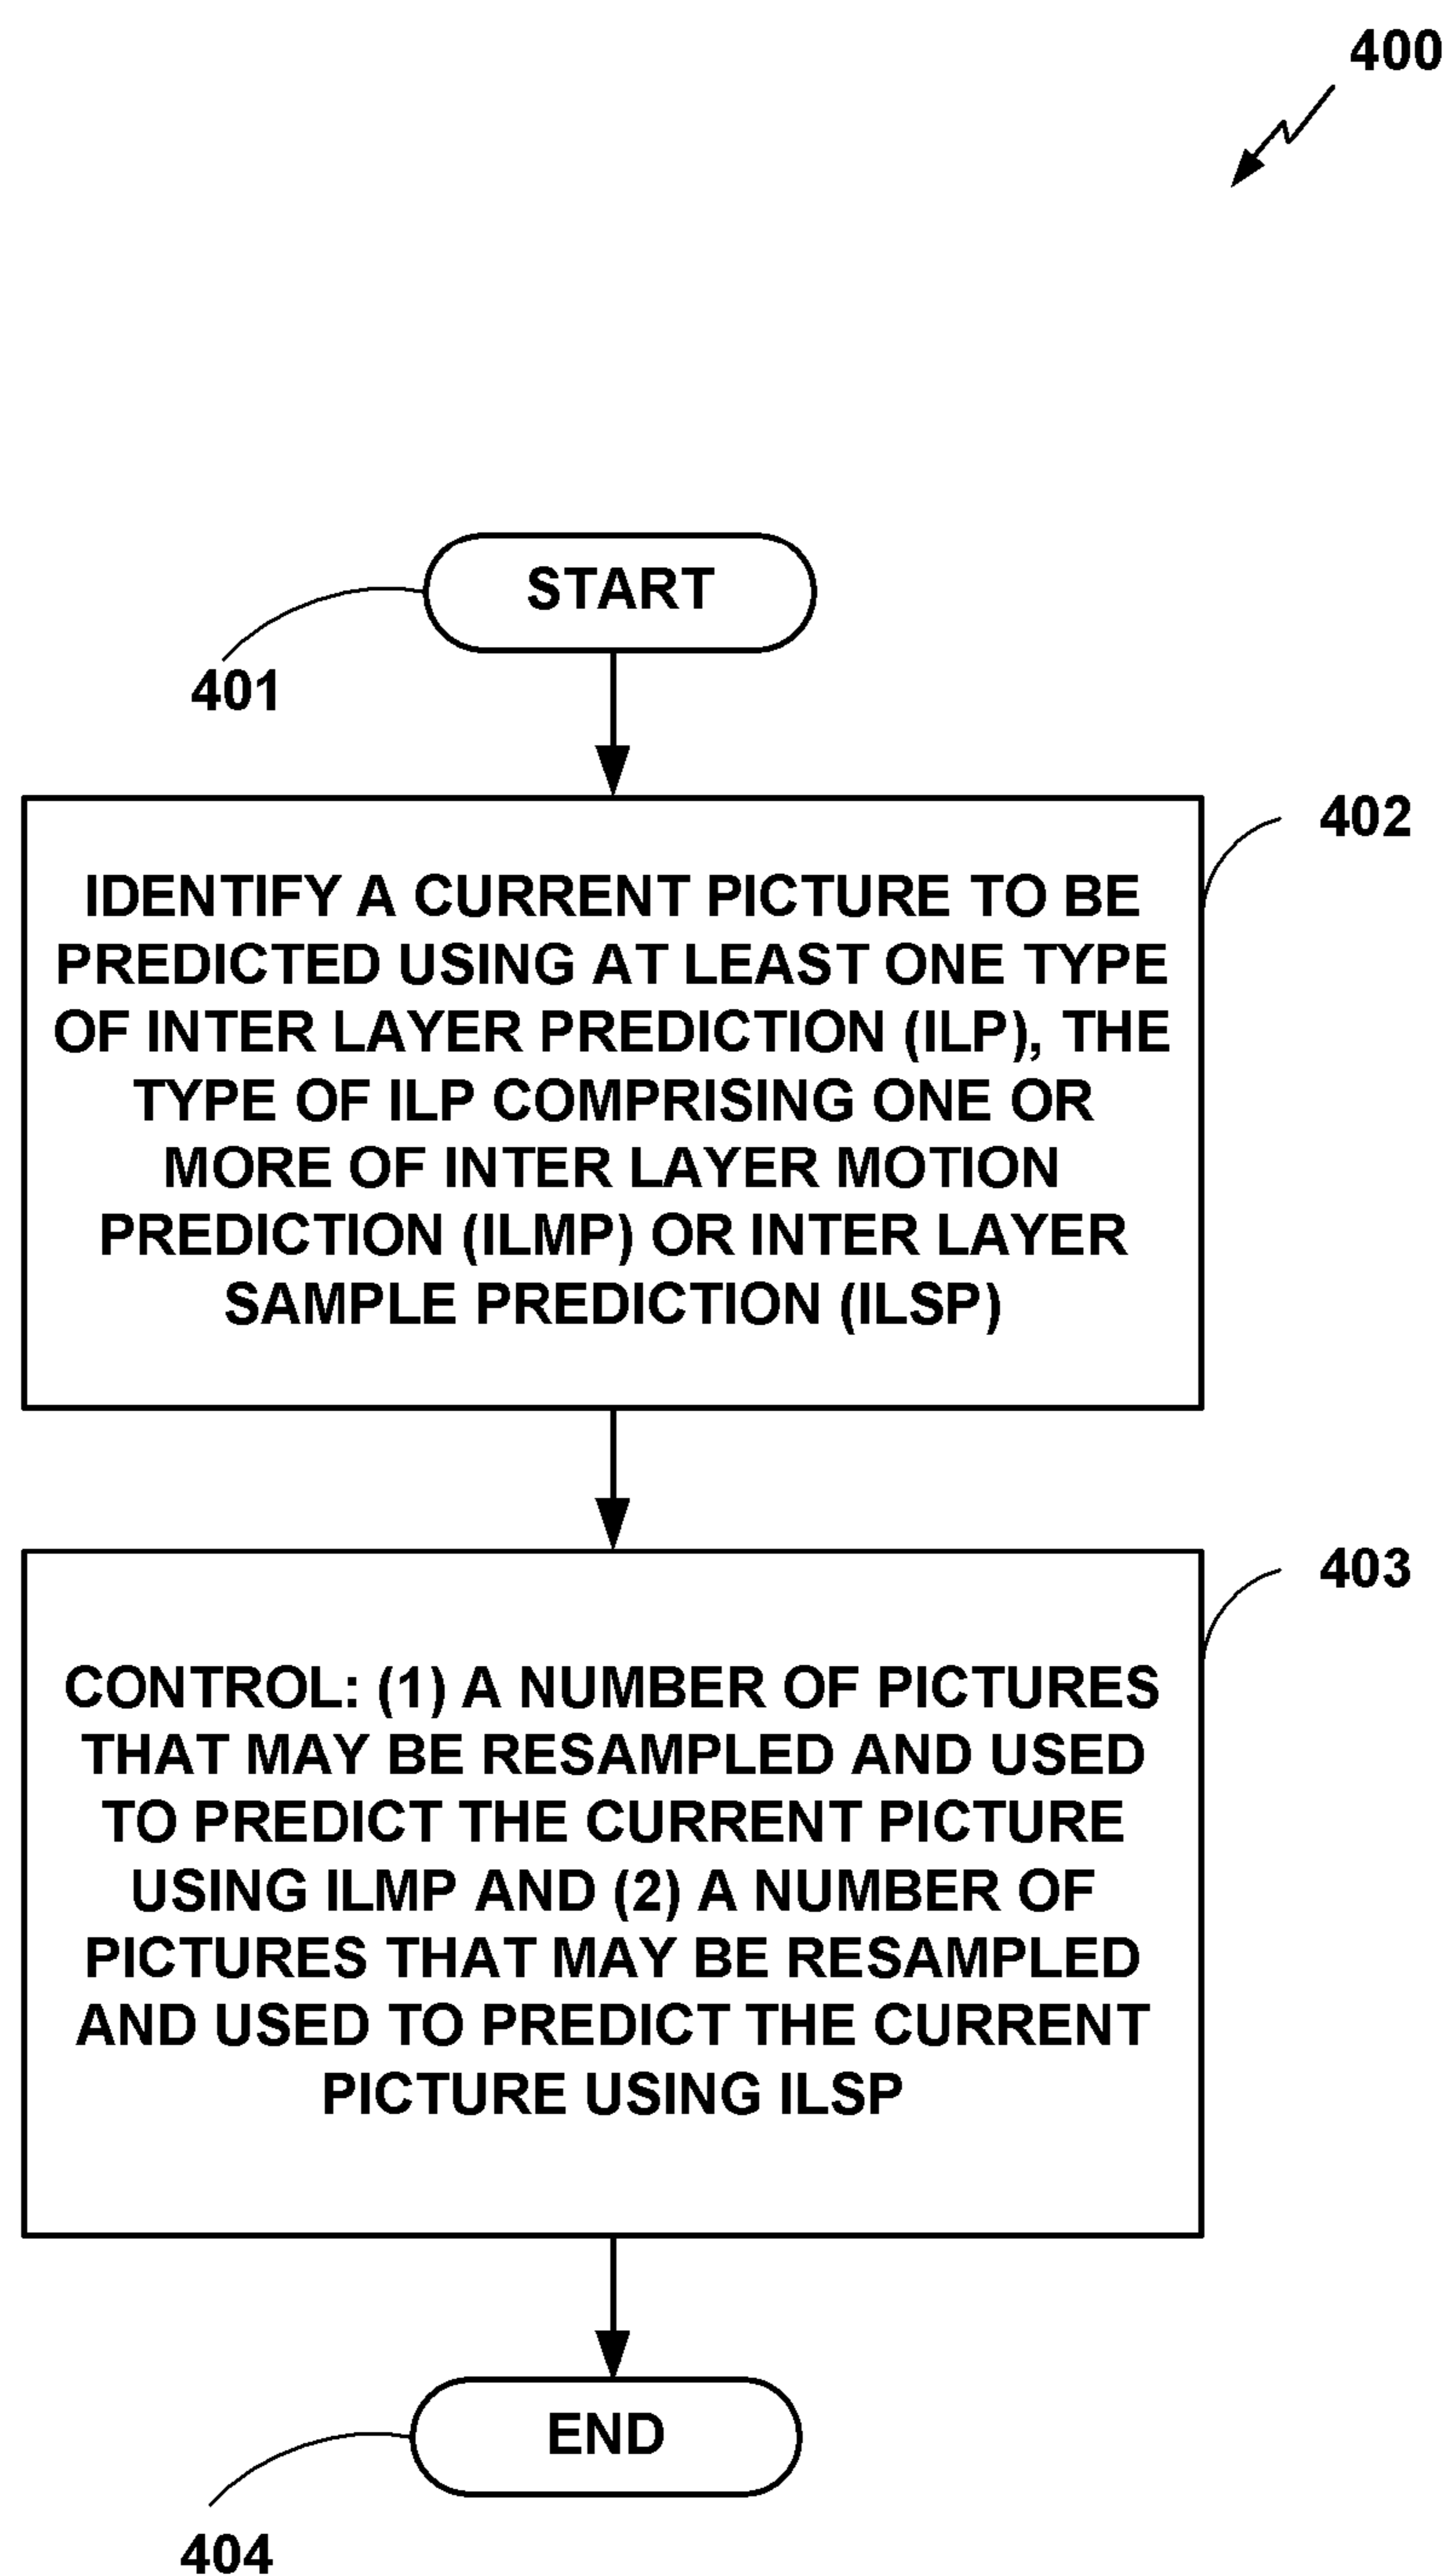 400
START
401
402
IDENTIFY A CURRENT PICTURE TO BE
PREDICTED USING AT LEAST ONE TYPE
OF INTER LAYER PREDICTION (ILP), THE
TYPE OF ILP COMPRISING ONE OR
MORE OF INTER LAYER MOTION
PREDICTION (ILMP) OR INTER LAYER
SAMPLE PREDICTION (ILSP)
403
CONTROL: (1) A NUMBER OF PICTURES
THAT MAY BE RESAMPLED AND USED
TO PREDICT THE CURRENT PICTURE
USING ILMP AND (2) A NUMBER OF
PICTURES THAT MAY BE RESAMPLED
AND USED TO PREDICT THE CURRENT
PICTURE USING ILSP
END
404